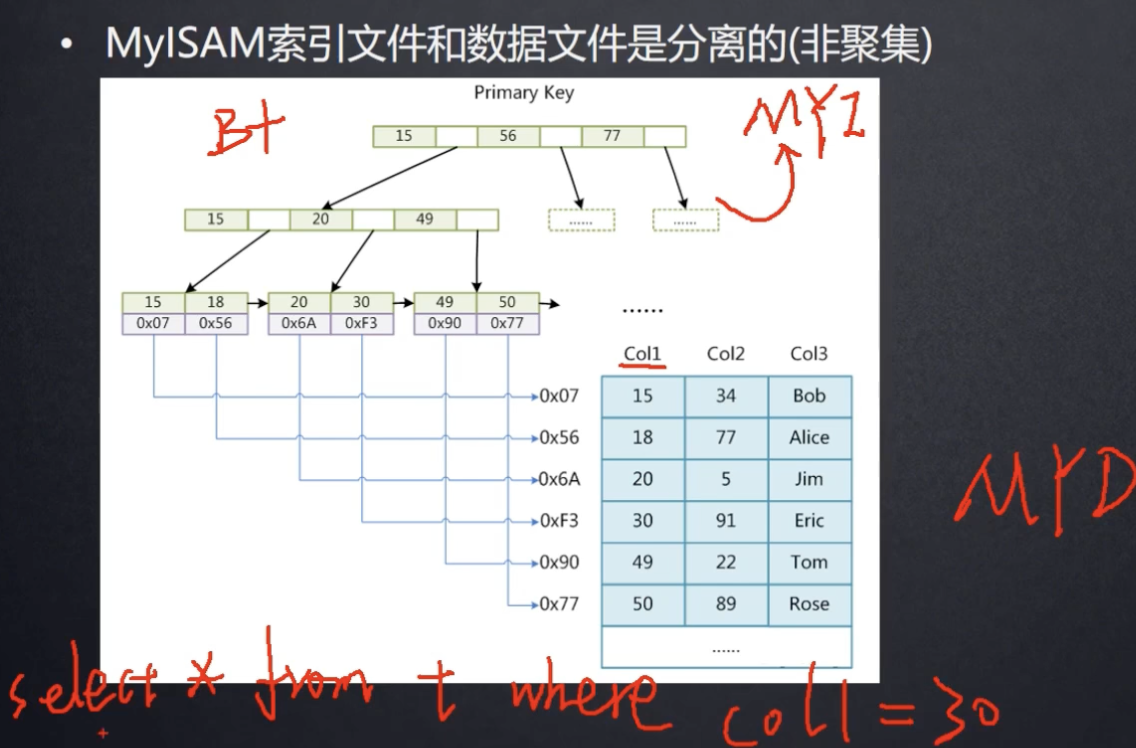 • MyISAM索引文件和数据文件是分离的(非聚集)
Primary Key
B+
MYI
15 56 77
15 20 49
...... ......
15 18 20 30 49 50
0x07 0x56 0x6A 0xF3 0x90 0x77
......
Col1 Col2 Col3
0x07 15 34 Bob
0x56 18 77 Alice
0x6A 20 5 Jim
0xF3 30 91 Eric
0x90 49 22 Tom
0x77 50 89 Rose
......
MYD
select * from t where col1 = 30